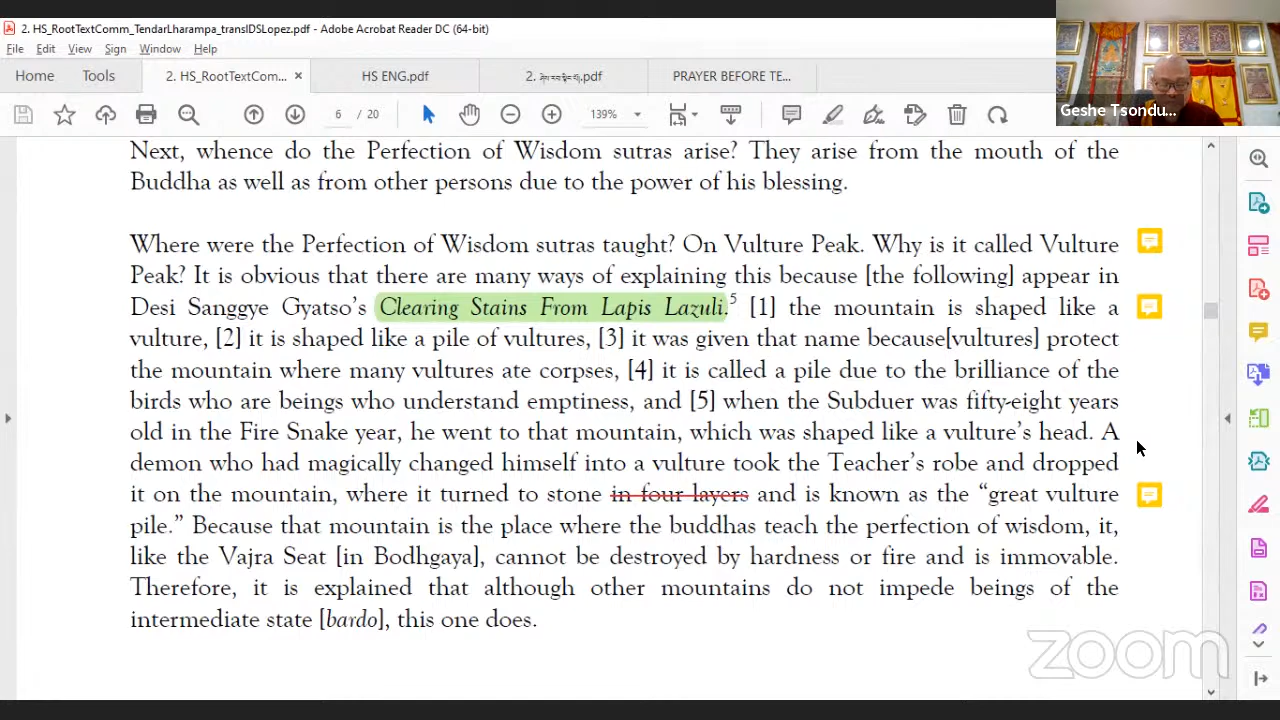 2. HS_RootTextComm_TendarLharampa_translDSLopez.pdf - Adobe Acrobat Reader DC (64-bit)
File Edit View Sign Window Help
Home Tools 2. HS_RootTextCom... × HS ENG.pdf 2. .pdf PRAYER BEFORE TE...
6 / 20 139%
Geshe Tsondu...
Next, whence do the Perfection of Wisdom sutras arise? They arise from the mouth of the
Buddha as well as from other persons due to the power of his blessing.
Where were the Perfection of Wisdom sutras taught? On Vulture Peak. Why is it called Vulture
Peak? It is obvious that there are many ways of explaining this because [the following] appear in
Desi Sanggye Gyatso's Clearing Stains From Lapis Lazuli.5 [1] the mountain is shaped like a
vulture, [2] it is shaped like a pile of vultures, [3] it was given that name because[vultures] protect
the mountain where many vultures ate corpses, [4] it is called a pile due to the brilliance of the
birds who are beings who understand emptiness, and [5] when the Subduer was fifty-eight years
old in the Fire Snake year, he went to that mountain, which was shaped like a vulture's head. A
demon who had magically changed himself into a vulture took the Teacher's robe and dropped
it on the mountain, where it turned to stone in four layers and is known as the "great vulture
pile." Because that mountain is the place where the buddhas teach the perfection of wisdom, it,
like the Vajra Seat [in Bodhgaya], cannot be destroyed by hardness or fire and is immovable.
Therefore, it is explained that although other mountains do not impede beings of the
intermediate state [bardo], this one does.
zoom